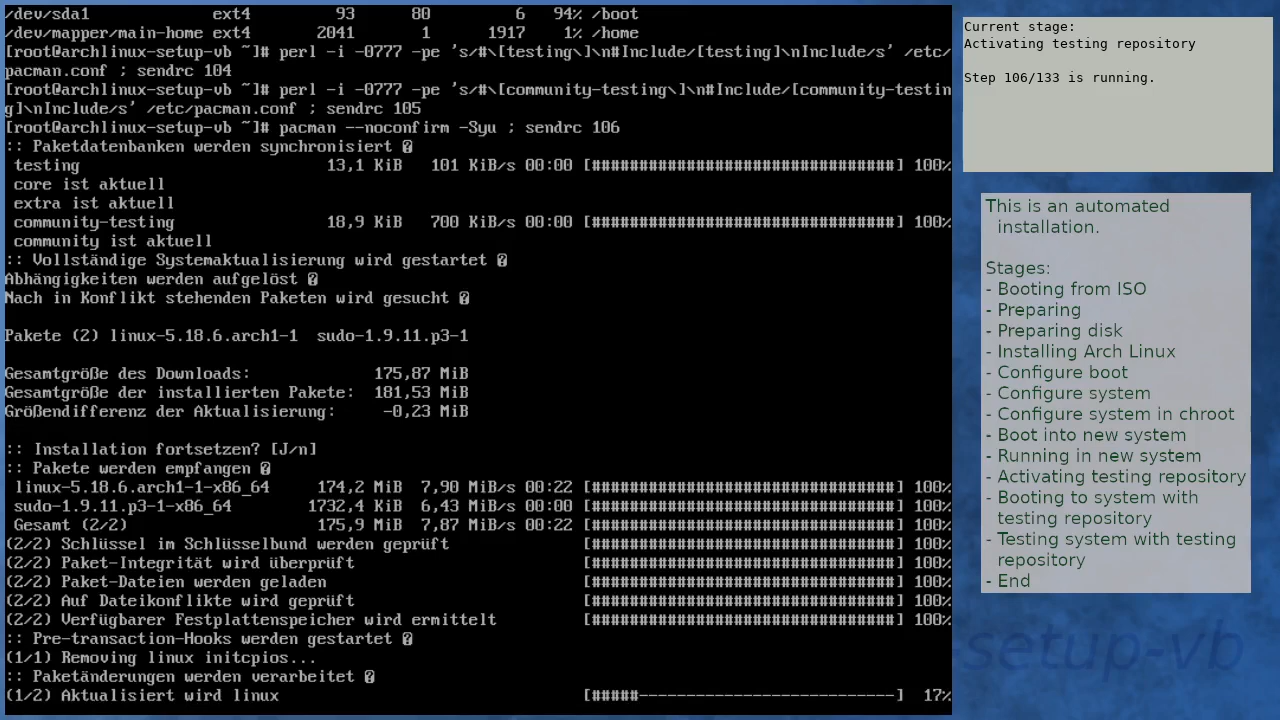 /dev/sda1             ext4         93      80         6   94% /boot
/dev/mapper/main-home ext4       2041       1      1917    1% /home
[root@archlinux-setup-vb ~]# perl -i -0777 -pe 's/#\[testing\]\n#Include/[testing]\nInclude/s' /etc/
pacman.conf ; sendrc 104
[root@archlinux-setup-vb ~]# perl -i -0777 -pe 's/#\[community-testing\]\n#Include/[community-testin
g]\nInclude/s' /etc/pacman.conf ; sendrc 105
[root@archlinux-setup-vb ~]# pacman --noconfirm -Syu ; sendrc 106
:: Paketdatenbanken werden synchronisiert �
 testing                          13,1 KiB   101 KiB/s 00:00 [################################] 100%
 core ist aktuell
 extra ist aktuell
 community-testing                18,9 KiB   700 KiB/s 00:00 [################################] 100%
 community ist aktuell
:: Vollständige Systemaktualisierung wird gestartet �
Abhängigkeiten werden aufgelöst �
Nach in Konflikt stehenden Paketen wird gesucht �
Pakete (2) linux-5.18.6.arch1-1  sudo-1.9.11.p3-1
Gesamtgröße des Downloads:             175,87 MiB
Gesamtgröße der installierten Pakete:  181,53 MiB
Größendifferenz der Aktualisierung:     -0,23 MiB
:: Installation fortsetzen? [J/n]
:: Pakete werden empfangen �
 linux-5.18.6.arch1-1-x86_64     174,2 MiB  7,90 MiB/s 00:22 [################################] 100%
 sudo-1.9.11.p3-1-x86_64        1732,4 KiB  6,43 MiB/s 00:00 [################################] 100%
 Gesamt (2/2)                    175,9 MiB  7,87 MiB/s 00:22 [################################] 100%
(2/2) Schlüssel im Schlüsselbund werden geprüft              [################################] 100%
(2/2) Paket-Integrität wird überprüft                        [################################] 100%
(2/2) Paket-Dateien werden geladen                           [################################] 100%
(2/2) Auf Dateikonflikte wird geprüft                        [################################] 100%
(2/2) Verfügbarer Festplattenspeicher wird ermittelt         [################################] 100%
:: Pre-transaction-Hooks werden gestartet �
(1/1) Removing linux initcpios...
:: Paketänderungen werden verarbeitet �
(1/2) Aktualisiert wird linux                                [#####---------------------------]  17%
Current stage:
Activating testing repository
Step 106/133 is running.
This is an automated
installation.
Stages:
- Booting from ISO
- Preparing
- Preparing disk
- Installing Arch Linux
- Configure boot
- Configure system
- Configure system in chroot
- Boot into new system
- Running in new system
- Activating testing repository
- Booting to system with
testing repository
- Testing system with testing
repository
- End
-setup-vb